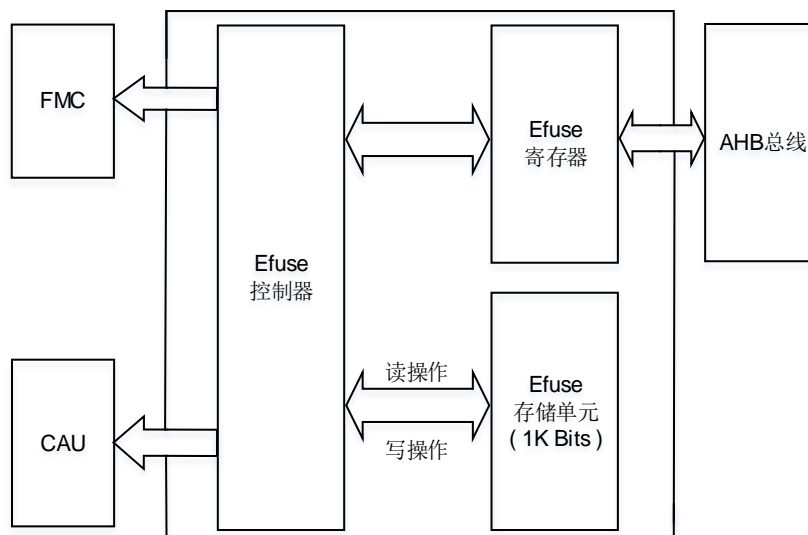 FMC
Efuse
寄存器
AHB总线
Efuse
控制器
读操作
Efuse
存储单元
( 1K Bits )
CAU
写操作